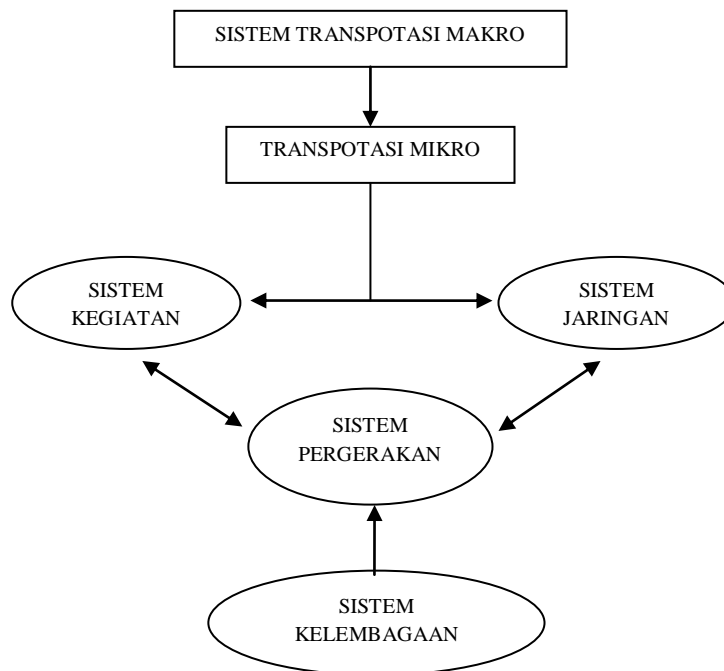 SISTEM TRANSPOTASI MAKRO
TRANSPOTASI MIKRO
SISTEM
KEGIATAN
SISTEM
JARINGAN
SISTEM
PERGERAKAN
SISTEM
KELEMBAGAAN